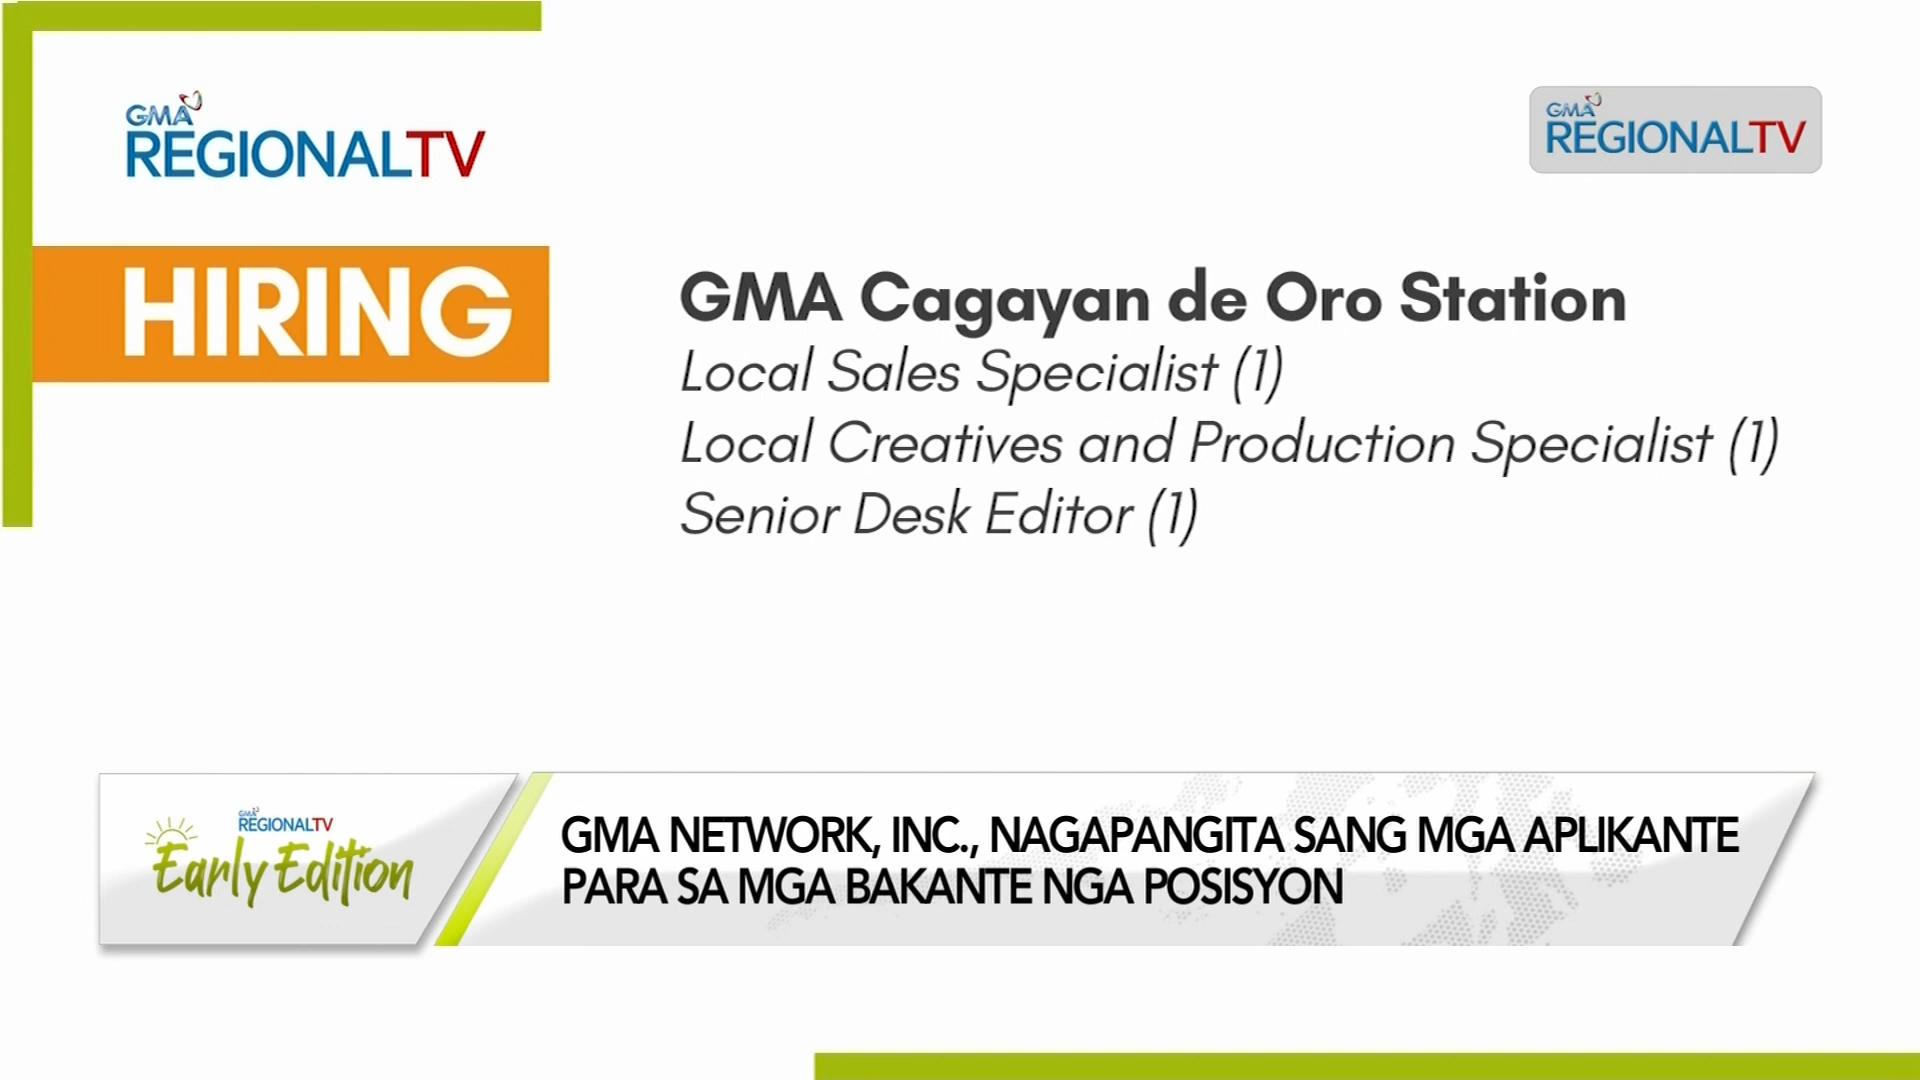 GMA
REGIONALTV
GMA
REGIONALTV
HIRING
GMA Cagayan de Oro Station
Local Sales Specialist (1)
Local Creatives and Production Specialist (1)
Senior Desk Editor (1)
GMA
REGIONALTV
Early Edition
GMA NETWORK, INC., NAGAPANGITA SANG MGA APLIKANTE
PARA SA MGA BAKANTE NGA POSISYON